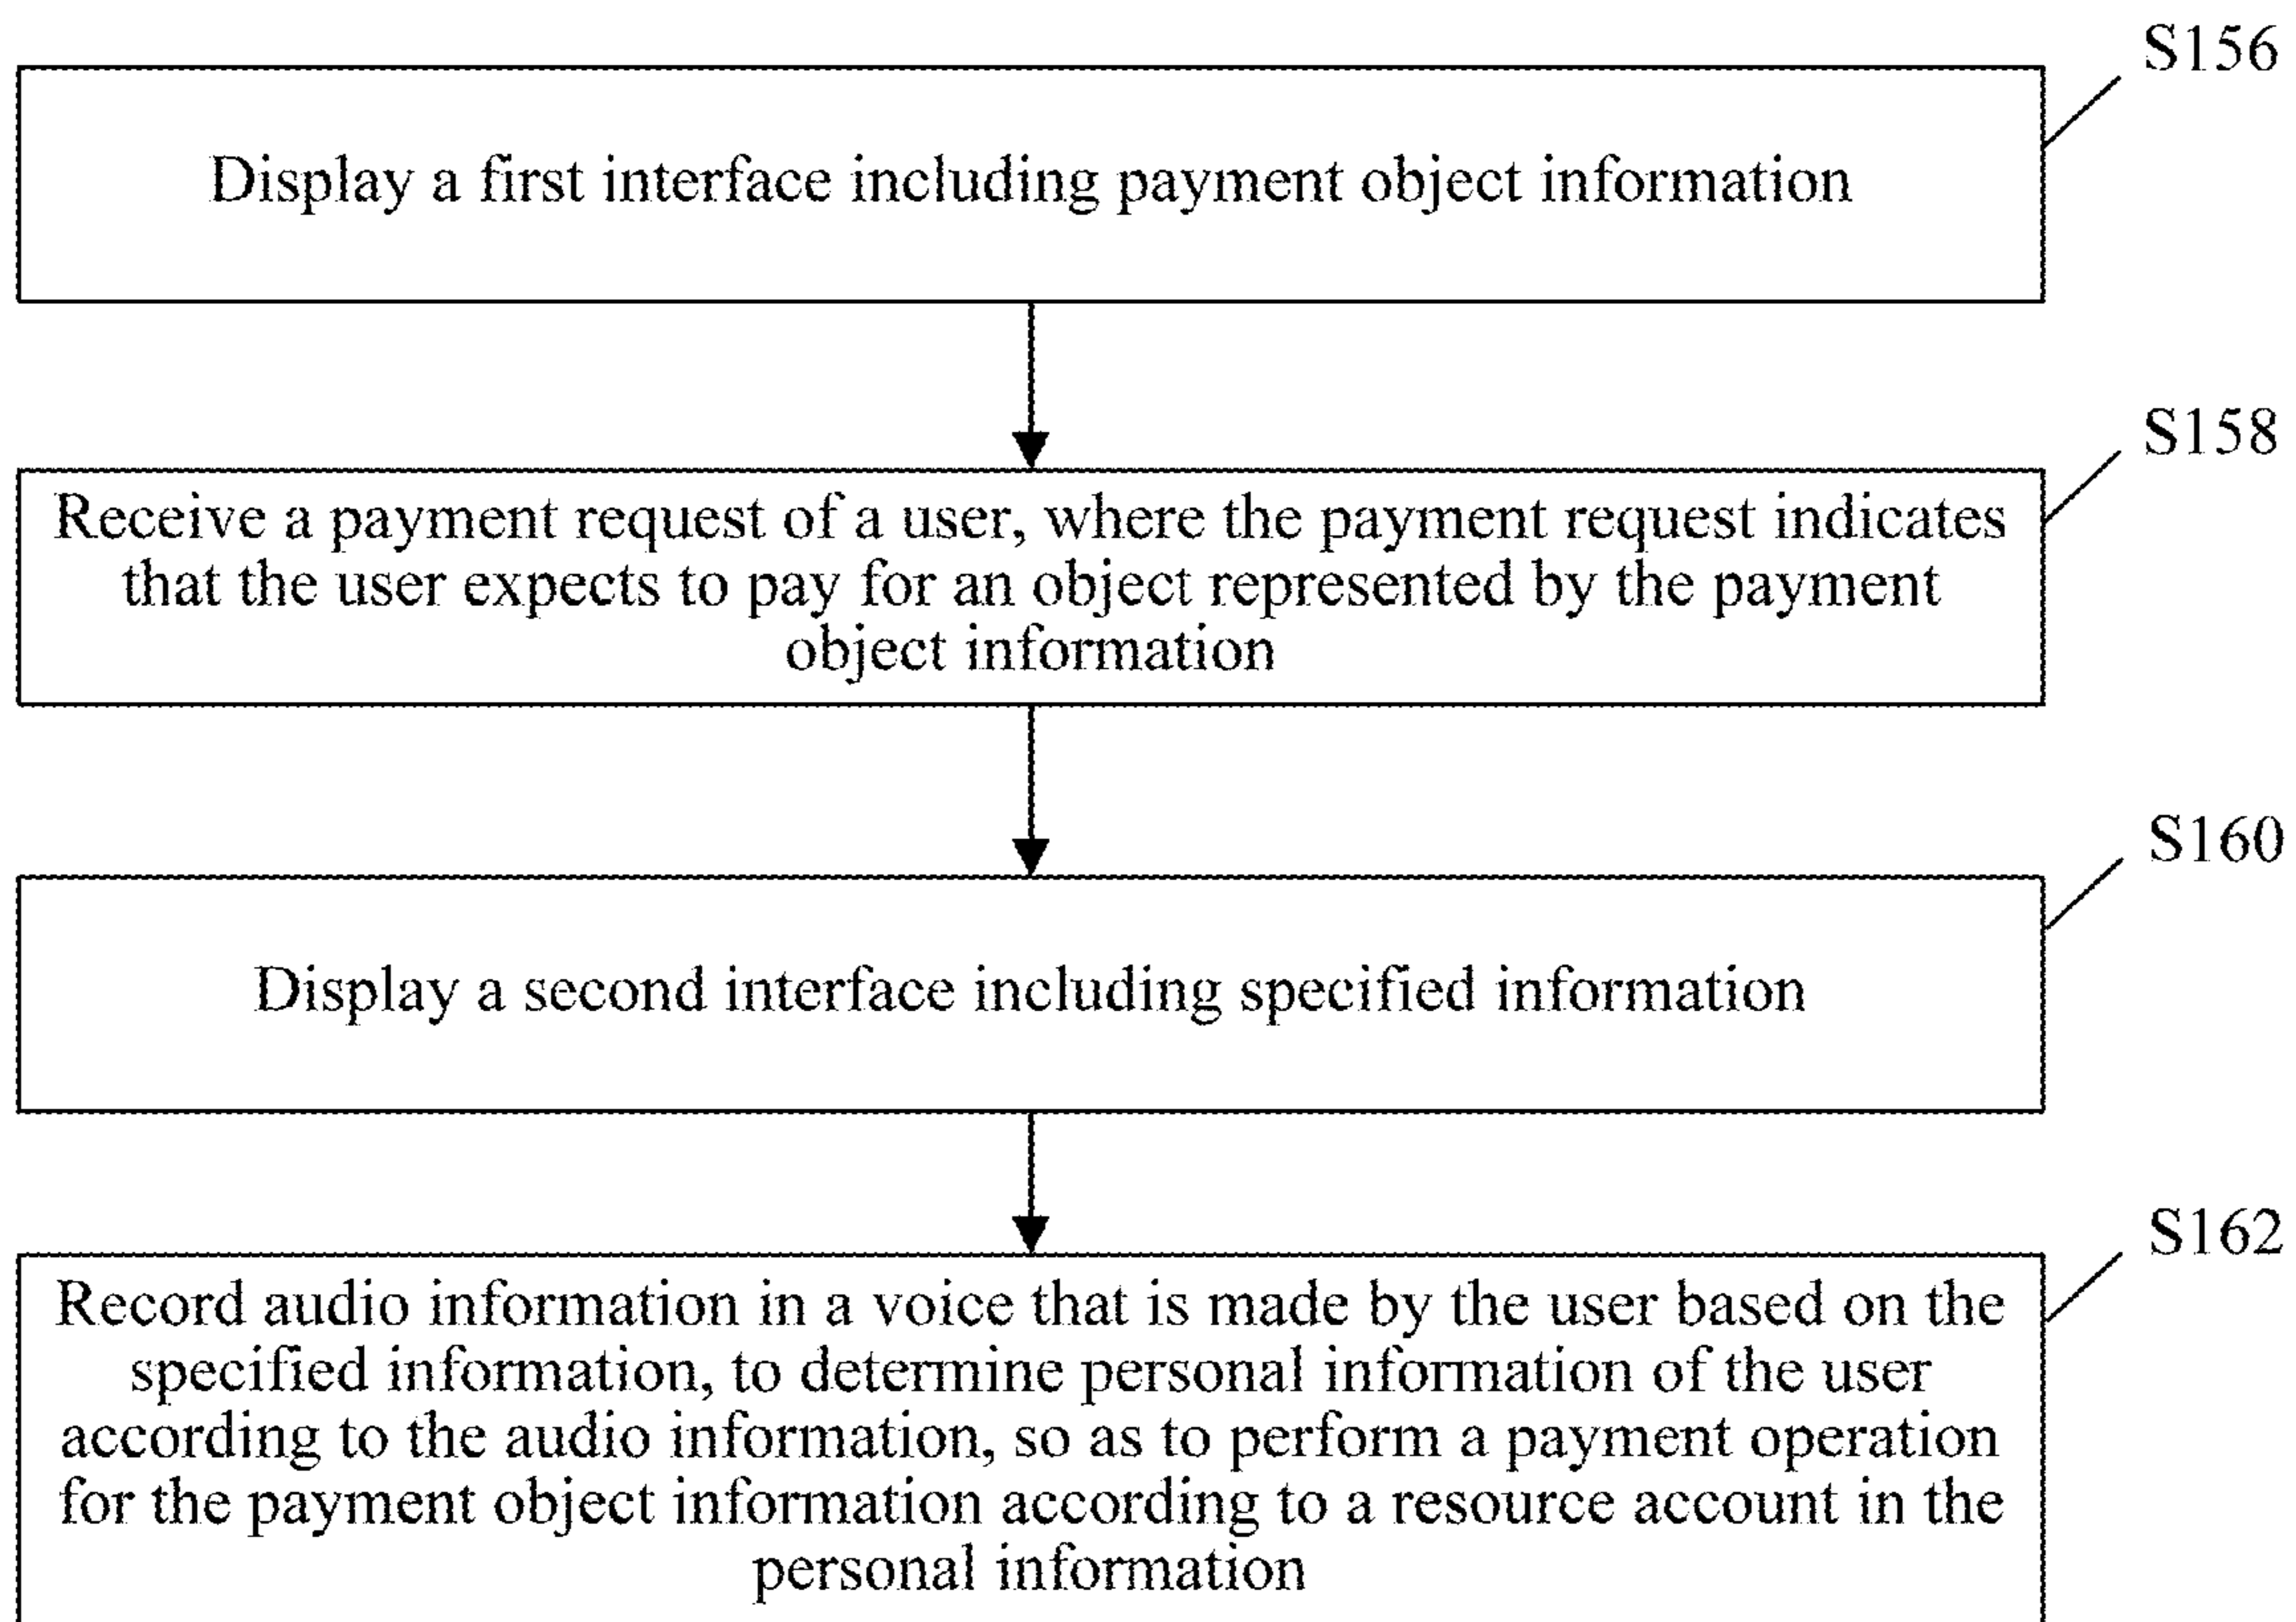 S156
Display a first interface including payment object information
S158
Receive a payment request of a user, where the payment request indicates
that the user expects to pay for an object represented by the payment
object information
S160
Display a second interface including specified information
S162
Record audio information in a voice that is made by the user based on the
specified information, to determine personal information of the user
according to the audio information, so as to perform a payment operation
for the payment object information according to a resource account in the
personal information